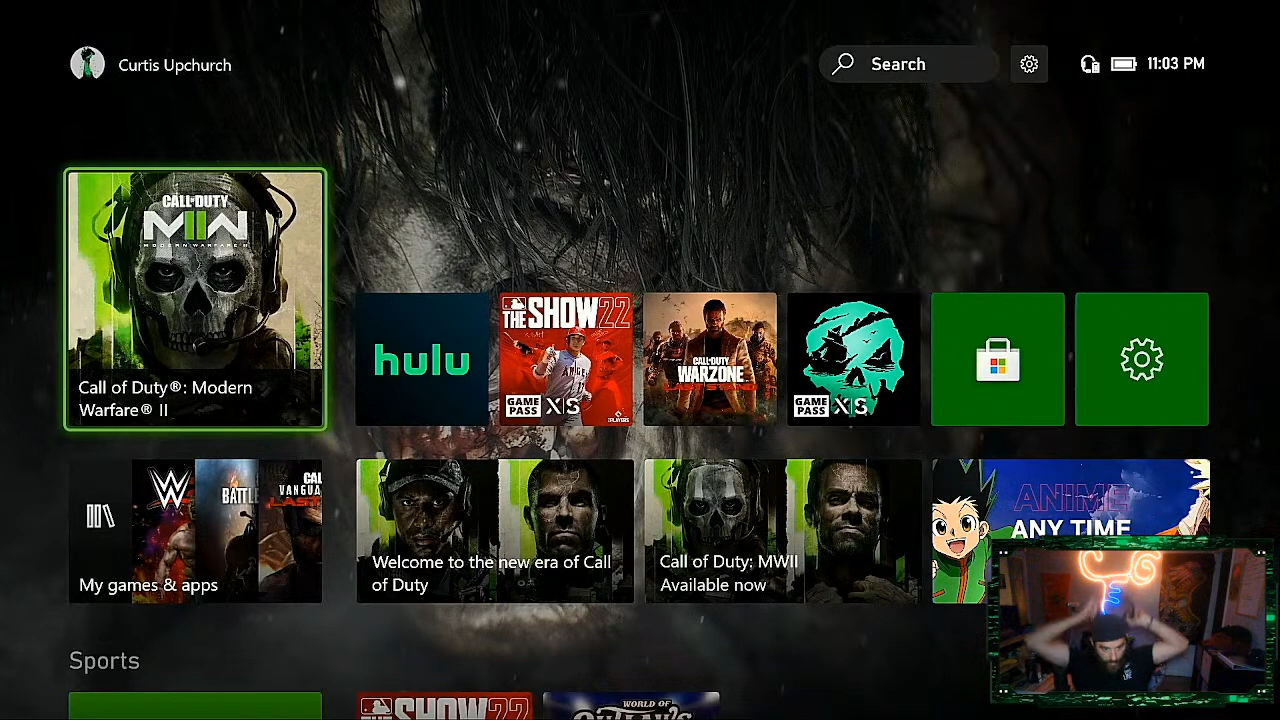 Curtis Upchurch
Search
11:03 PM
CALL OF DUTY
MWII
MODERN WARFARE II
Call of Duty®: Modern
Warfare® II
hulu
MLB
THE SHOW 22
GAME
PASS
X|S
CALL OF DUTY
WARZONE
GAME
PASS
X|S
W
BATTLE
CAL
VANGUA
LAST
My games & apps
Welcome to the new era of Call
of Duty
Call of Duty: MWII
Available now
ANIME
ANY TIME
Sports
THE SHOW 22
WORLD OF
OUTLAWS